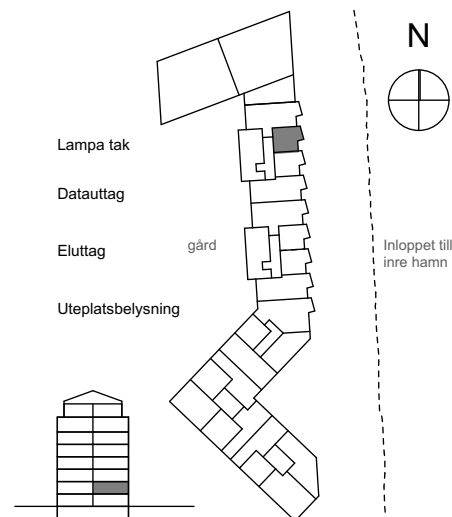 N
Lampa tak
Datauttag
Eluttag
gård
Inloppet till
inre hamn
Uteplatsbelysning